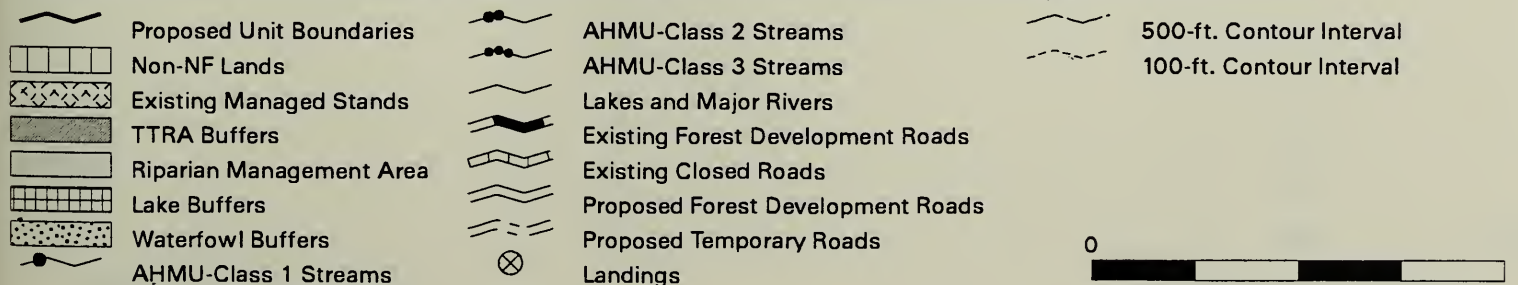 Proposed Unit Boundaries
Non-NF Lands
Existing Managed Stands
TTRA Buffers
Riparian Management Area
Lake Buffers
Waterfowl Buffers
AHMU-Class 1 Streams
AHMU-Class 2 Streams
AHMU-Class 3 Streams
Lakes and Major Rivers
Existing Forest Development Roads
Existing Closed Roads
Proposed Forest Development Roads
Proposed Temporary Roads
Landings
500-ft. Contour Interval
100-ft. Contour Interval
0